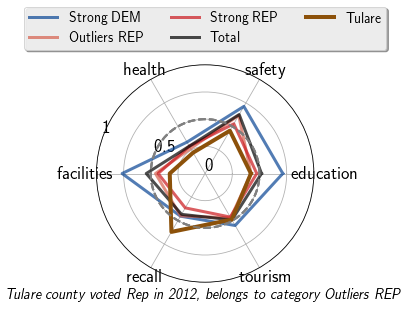 Strong DEM Strong REP Tulare
Outliers REP Total
health safety
1
0.5
0
facilities education
recall tourism
Tulare county voted Rep in 2012, belongs to category Outliers REP